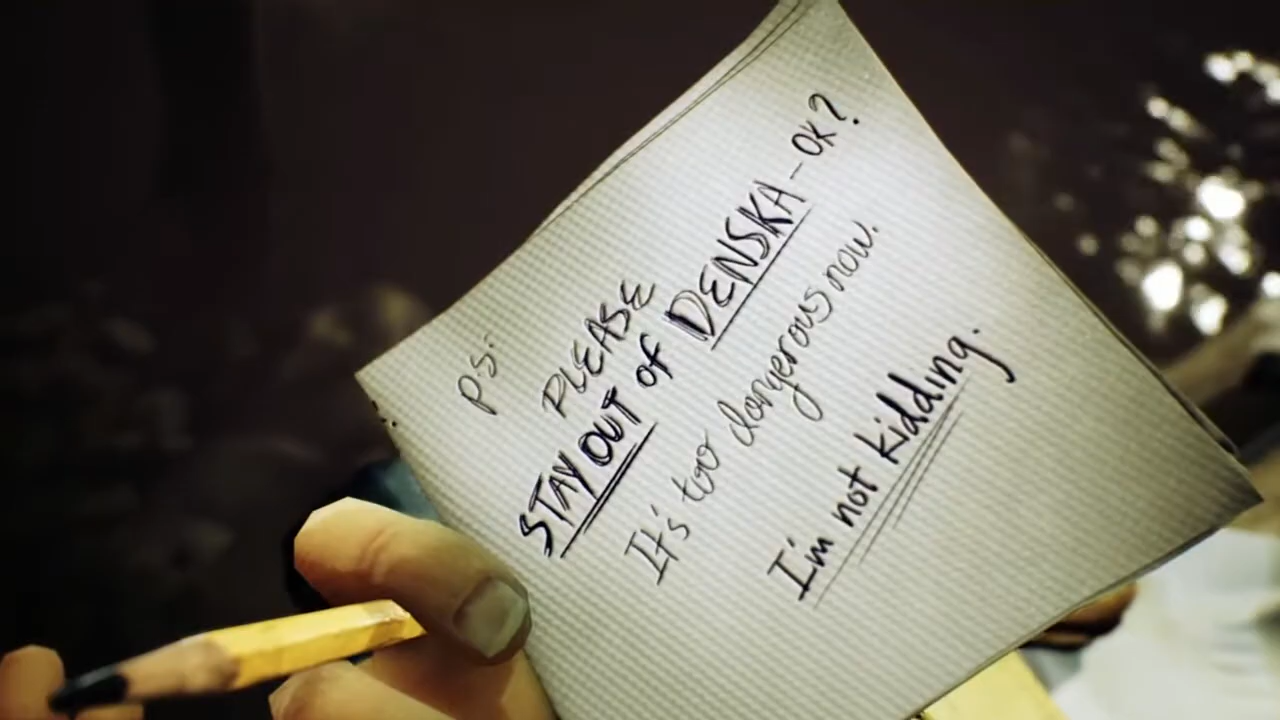 PS:
PLEASE
STAY OUT of DENSKA - OK?
It's too dangerous now.
I'm not kidding.